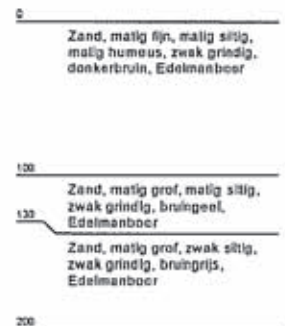 0
Zand, matig fijn, matig siltig,
matig humeus, zwak grindig,
donkerbruin, Edelmanboor
100
Zand, matig grof, matig siltig,
zwak grindig, bruingeel,
Edelmanboor
130
Zand, matig grof, zwak siltig,
zwak grindig, bruingrijs,
Edelmanboor
200